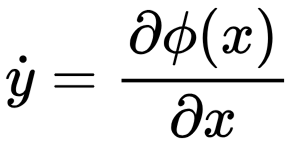 ẏ = ∂ϕ(x) / ∂x